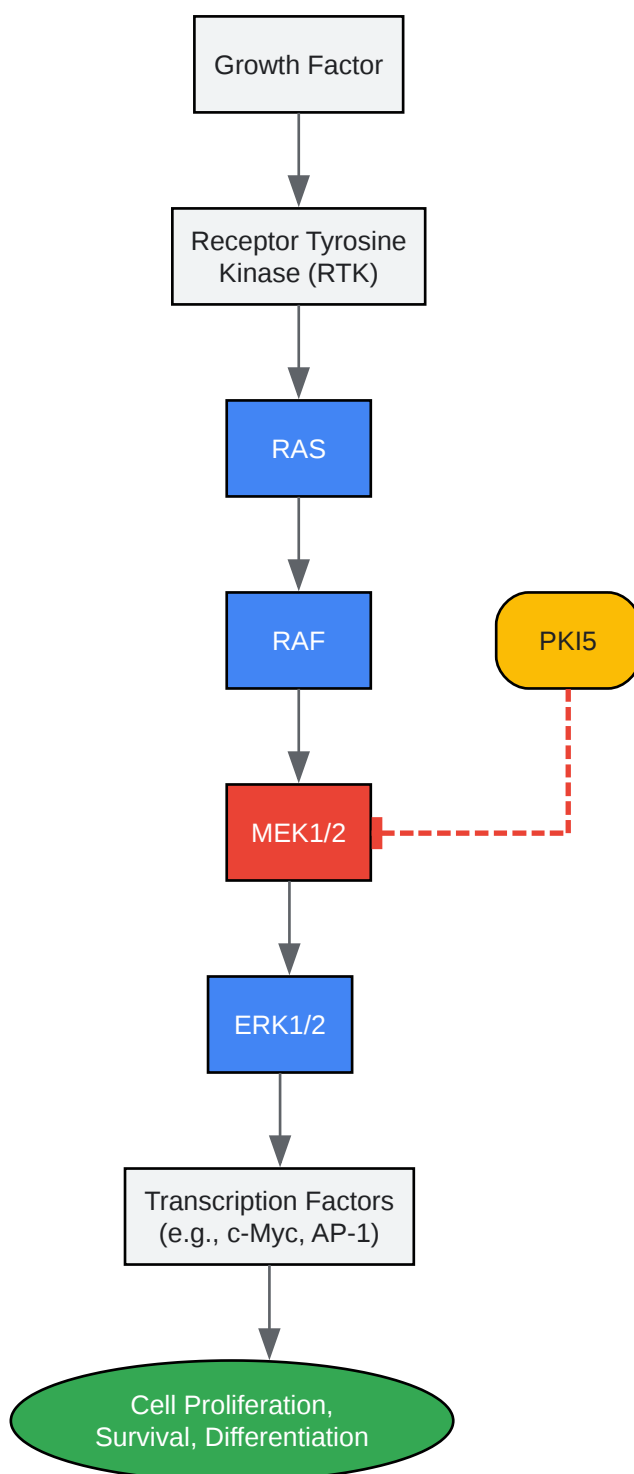 Growth Factor
Receptor Tyrosine
Kinase (RTK)
RAS
RAF
PKI5
MEK1/2
ERK1/2
Transcription Factors
(e.g., c-Myc, AP-1)
Cell Proliferation,
Survival, Differentiation